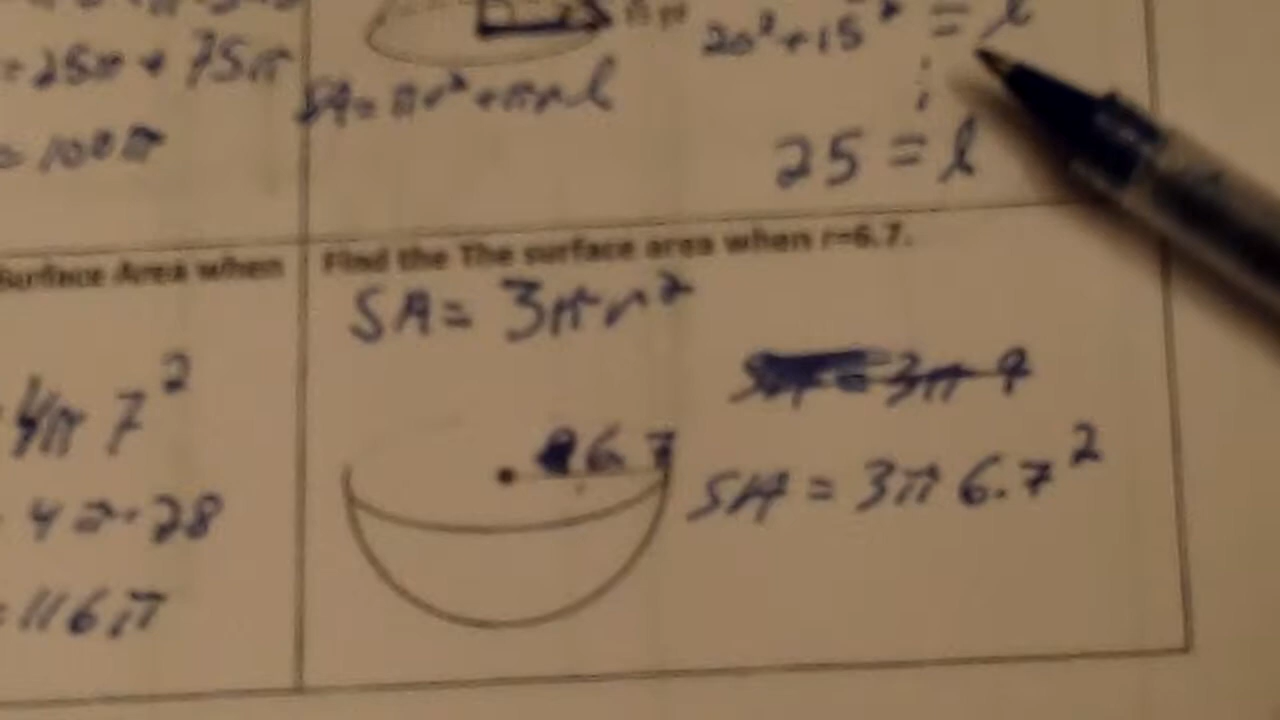 =25π + 75π
= 100π
SA = πr² + πrl
20² + 15² = l
25 = l
Surface Area when
4π 7²
4π·28
=116π
Find the The surface area when r=6.7.
SA = 3πr²
6.7
SA = 3π 6.7²